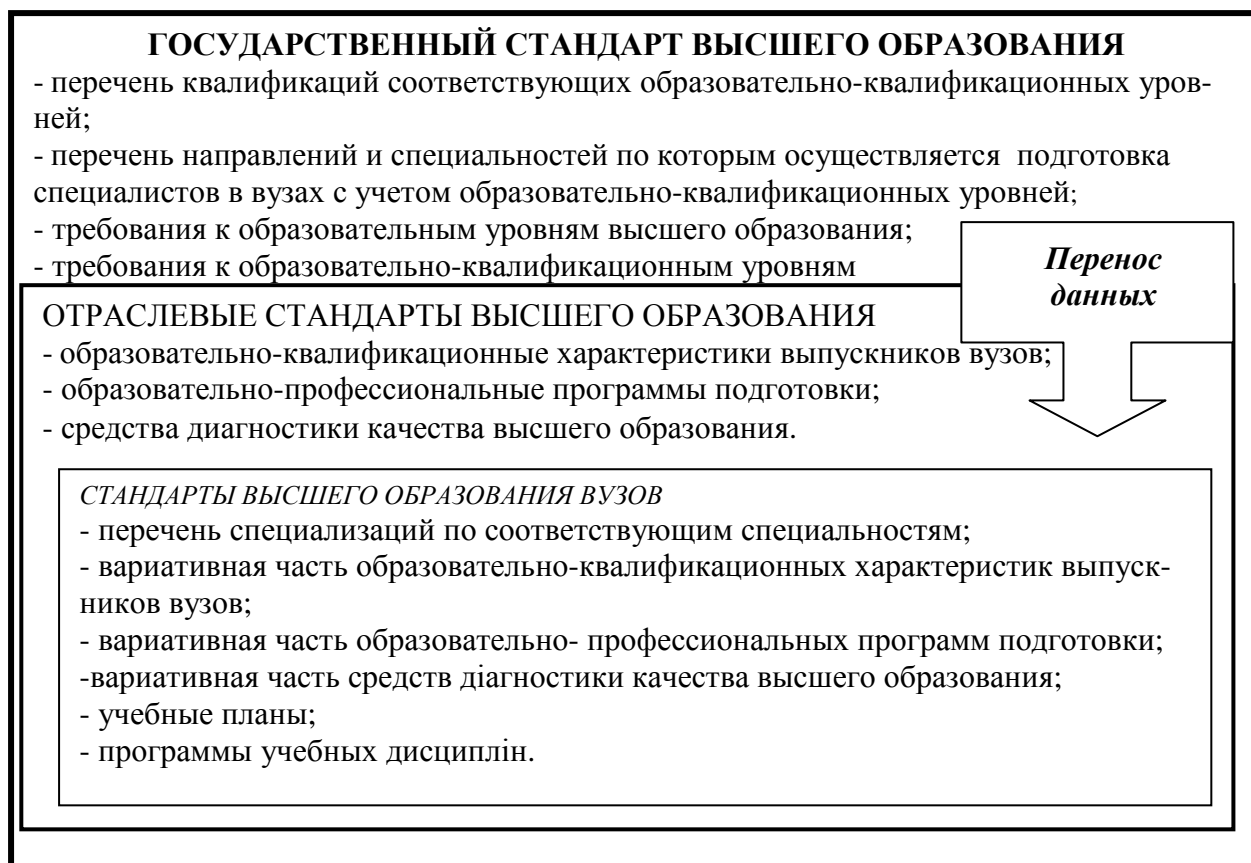 ГОСУДАРСТВЕННЫЙ СТАНДАРТ ВЫСШЕГО ОБРАЗОВАНИЯ
- перечень квалификаций соответствующих образовательно-квалификационных уров-
ней;
- перечень направлений и специальностей по которым осуществляется подготовка
специалистов в вузах с учетом образовательно-квалификационных уровней;
- требования к образовательным уровням высшего образования;
- требования к образовательно-квалификационным уровням
Перенос
данных
ОТРАСЛЕВЫЕ СТАНДАРТЫ ВЫСШЕГО ОБРАЗОВАНИЯ
- образовательно-квалификационные характеристики выпускников вузов;
- образовательно-профессиональные программы подготовки;
- средства диагностики качества высшего образования.
СТАНДАРТЫ ВЫСШЕГО ОБРАЗОВАНИЯ ВУЗОВ
- перечень специализаций по соответствующим специальностям;
- вариативная часть образовательно-квалификационных характеристик выпуск-
ников вузов;
- вариативная часть образовательно- профессиональных программ подготовки;
-вариативная часть средств діагностики качества высшего образования;
- учебные планы;
- программы учебных дисциплін.